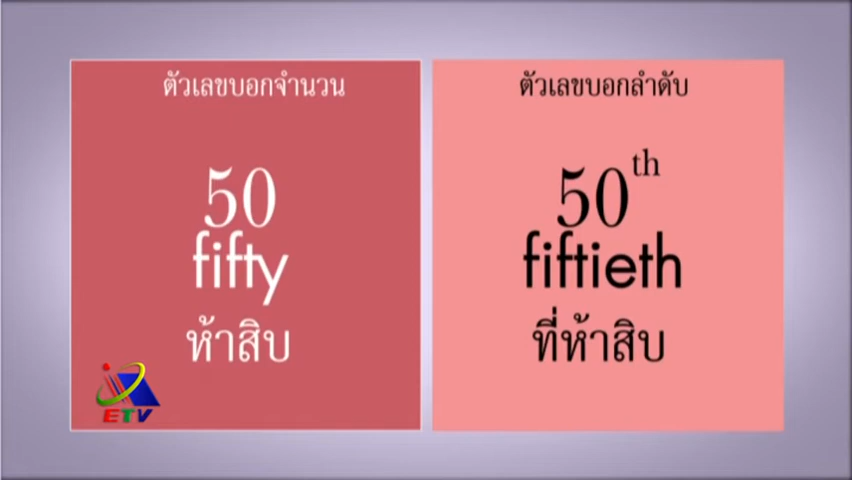 ตัวเลขบอกจำนวน
50
fifty
ห้าสิบ
ETV
ตัวเลขบอกลำดับ
50th
fiftieth
ที่ห้าสิบ